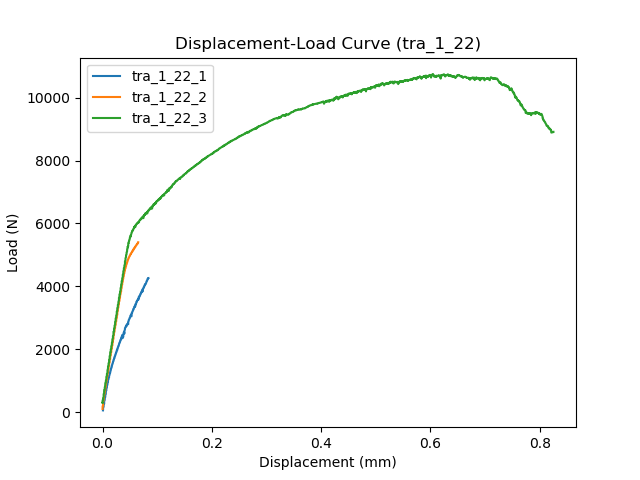 Displacement-Load Curve (tra_1_22)
tra_1_22_1
tra_1_22_2
tra_1_22_3
10000
8000
6000
4000
2000
0
Load (N)
0.0 0.2 0.4 0.6 0.8
Displacement (mm)